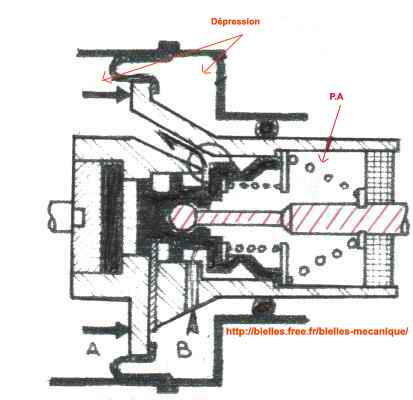 Dépression
P.A
http://bielles.free.fr/bielles-mecanique/
A B